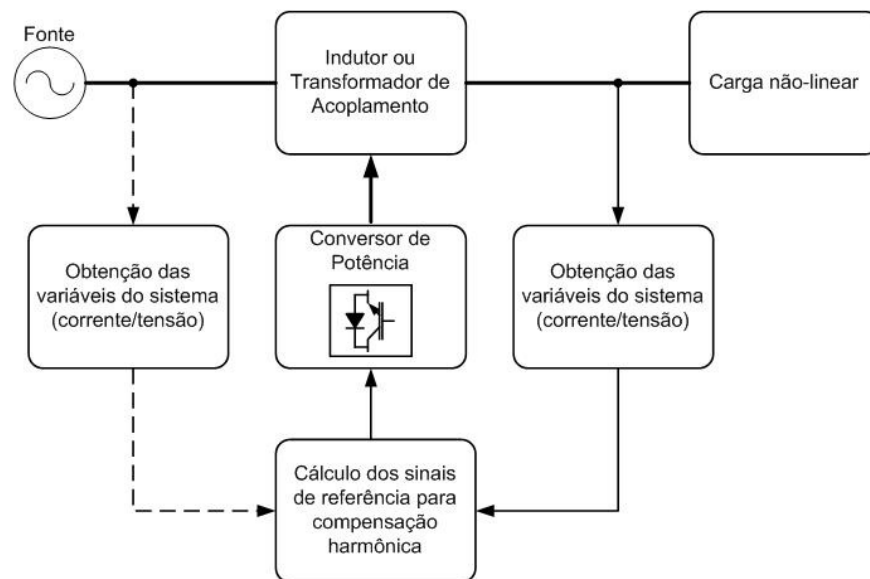 Fonte
Indutor ou
Transformador de
Acoplamento
Carga não-linear
Obtenção das
variáveis do sistema
(corrente/tensão)
Conversor de
Potência
Obtenção das
variáveis do sistema
(corrente/tensão)
Cálculo dos sinais
de referência para
compensação
harmônica